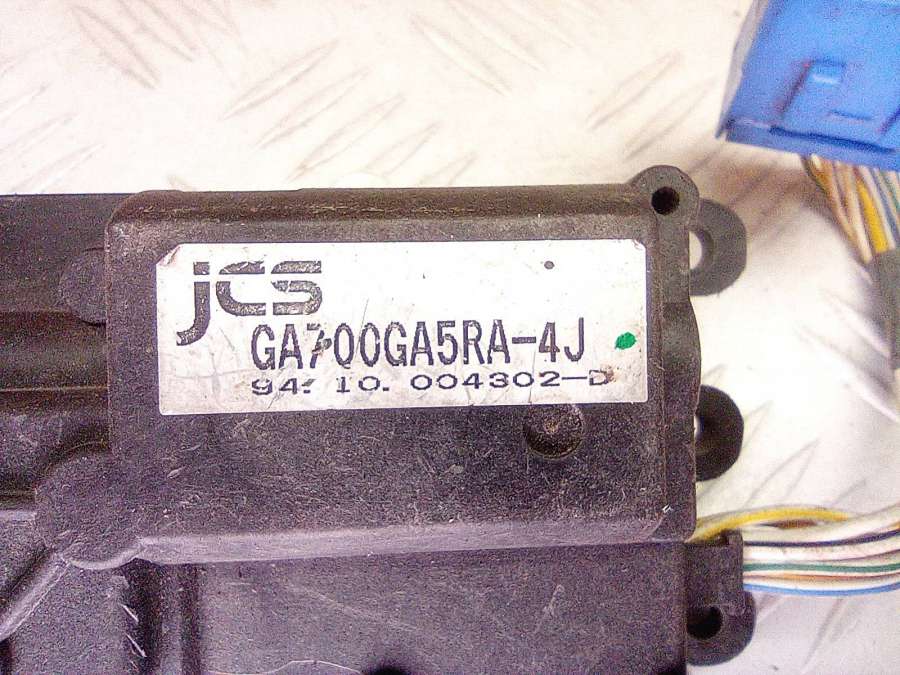 jCS
GA700GA5RA-4J
94. 10. 004302-D